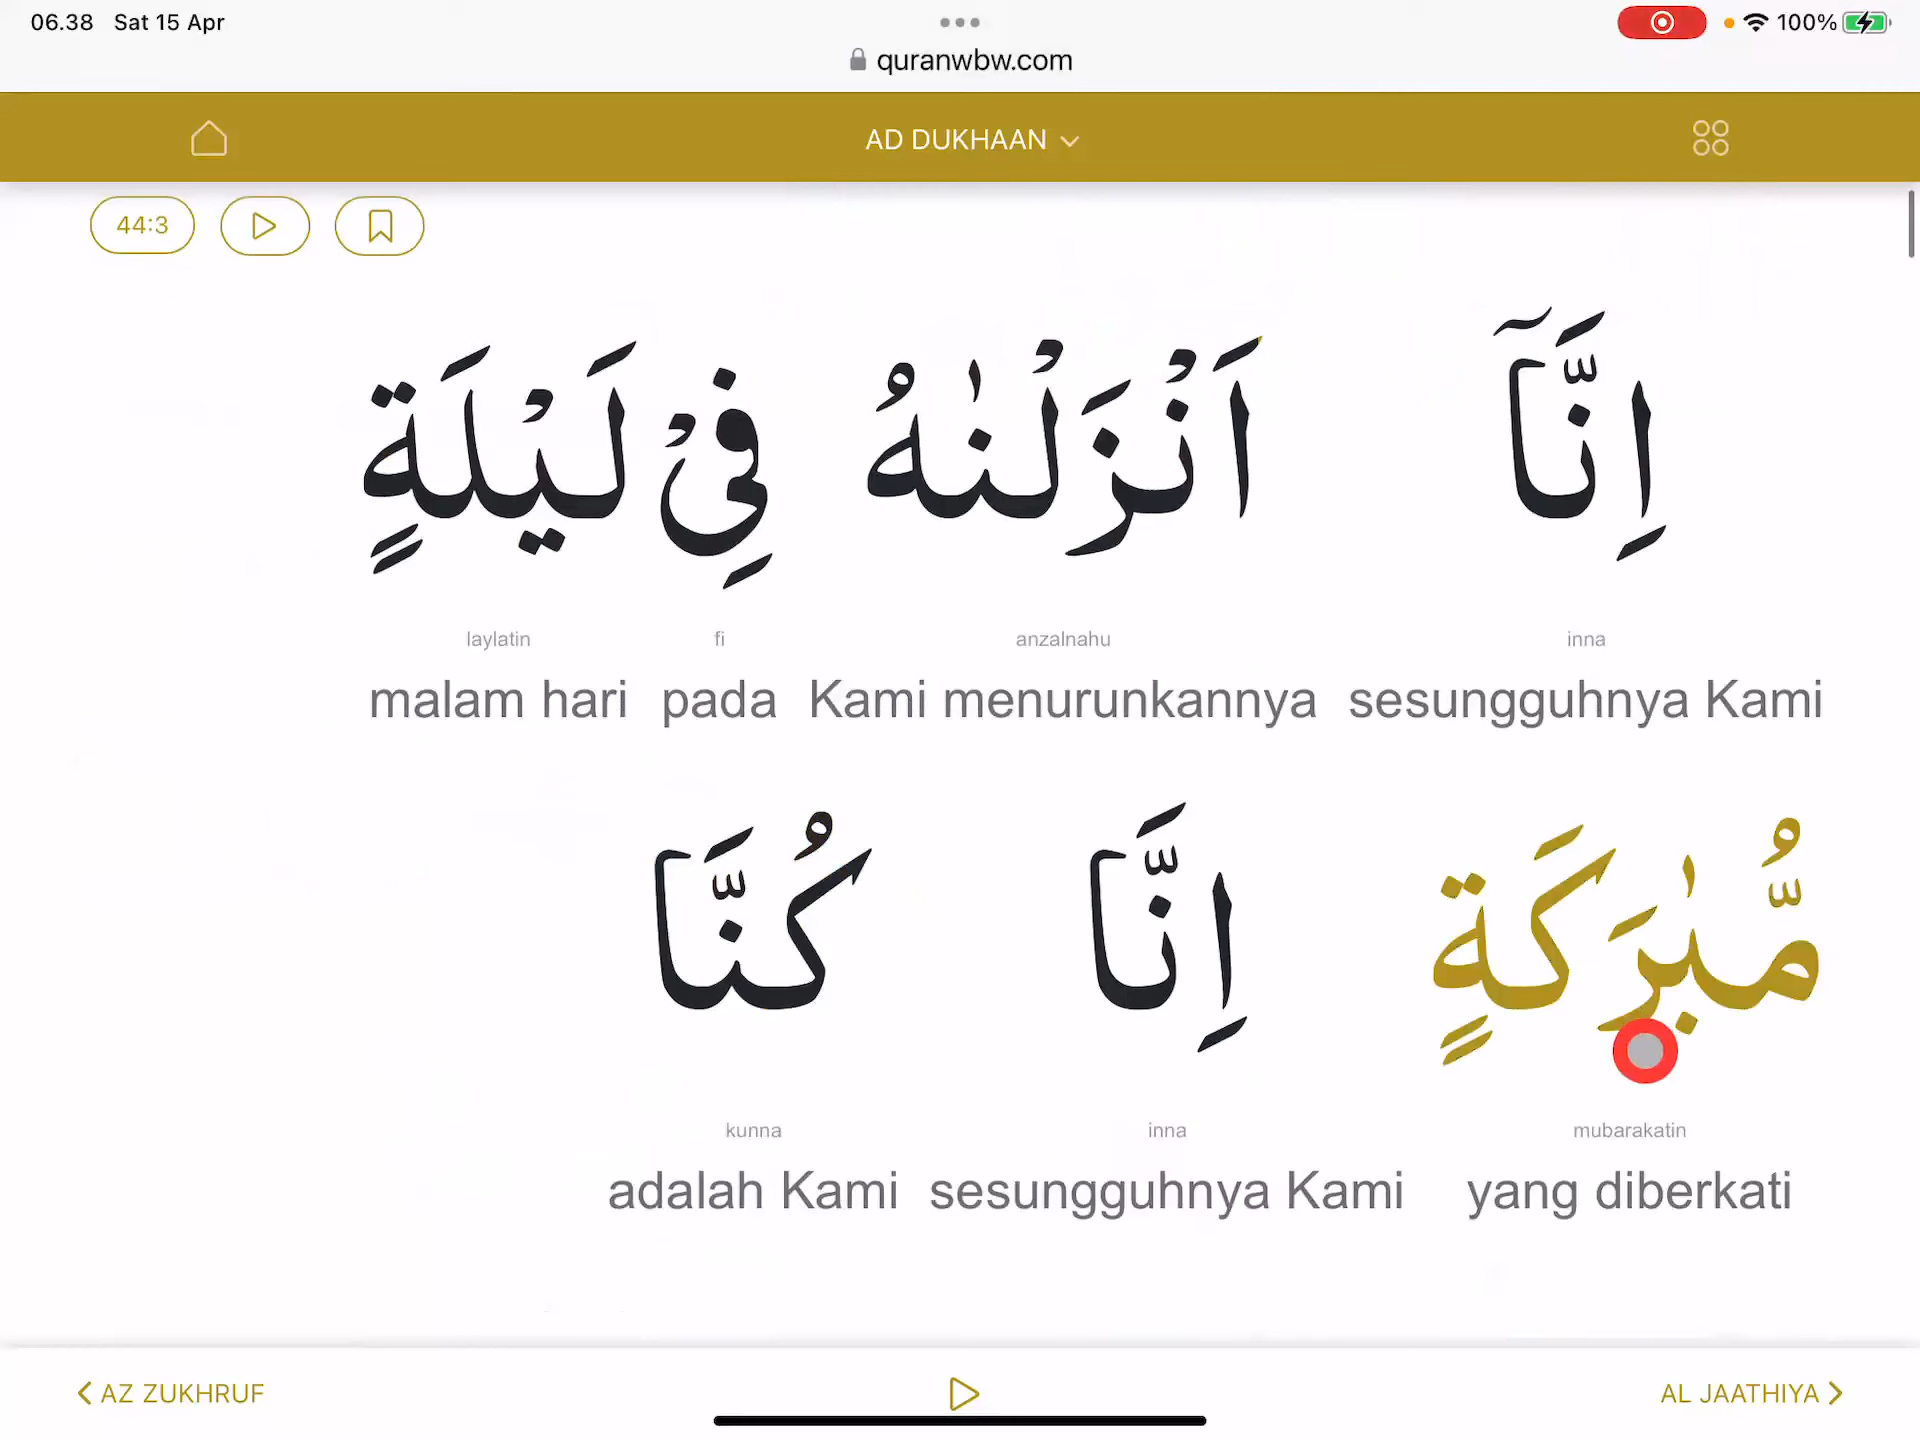 06.38 Sat 15 Apr 100%
quranwbw.com
AD DUKHAAN
44:3
اِنَّآ اَنْزَلْنٰهُ فِيْ لَيْلَةٍ
inna anzalnahu fi laylatin
sesungguhnya Kami Kami menurunkannya pada malam hari
مُّبٰرَكَةٍ اِنَّا كُنَّا
mubarakatin inna kunna
yang diberkati sesungguhnya Kami adalah Kami
AZ ZUKHRUF AL JAATHIYA